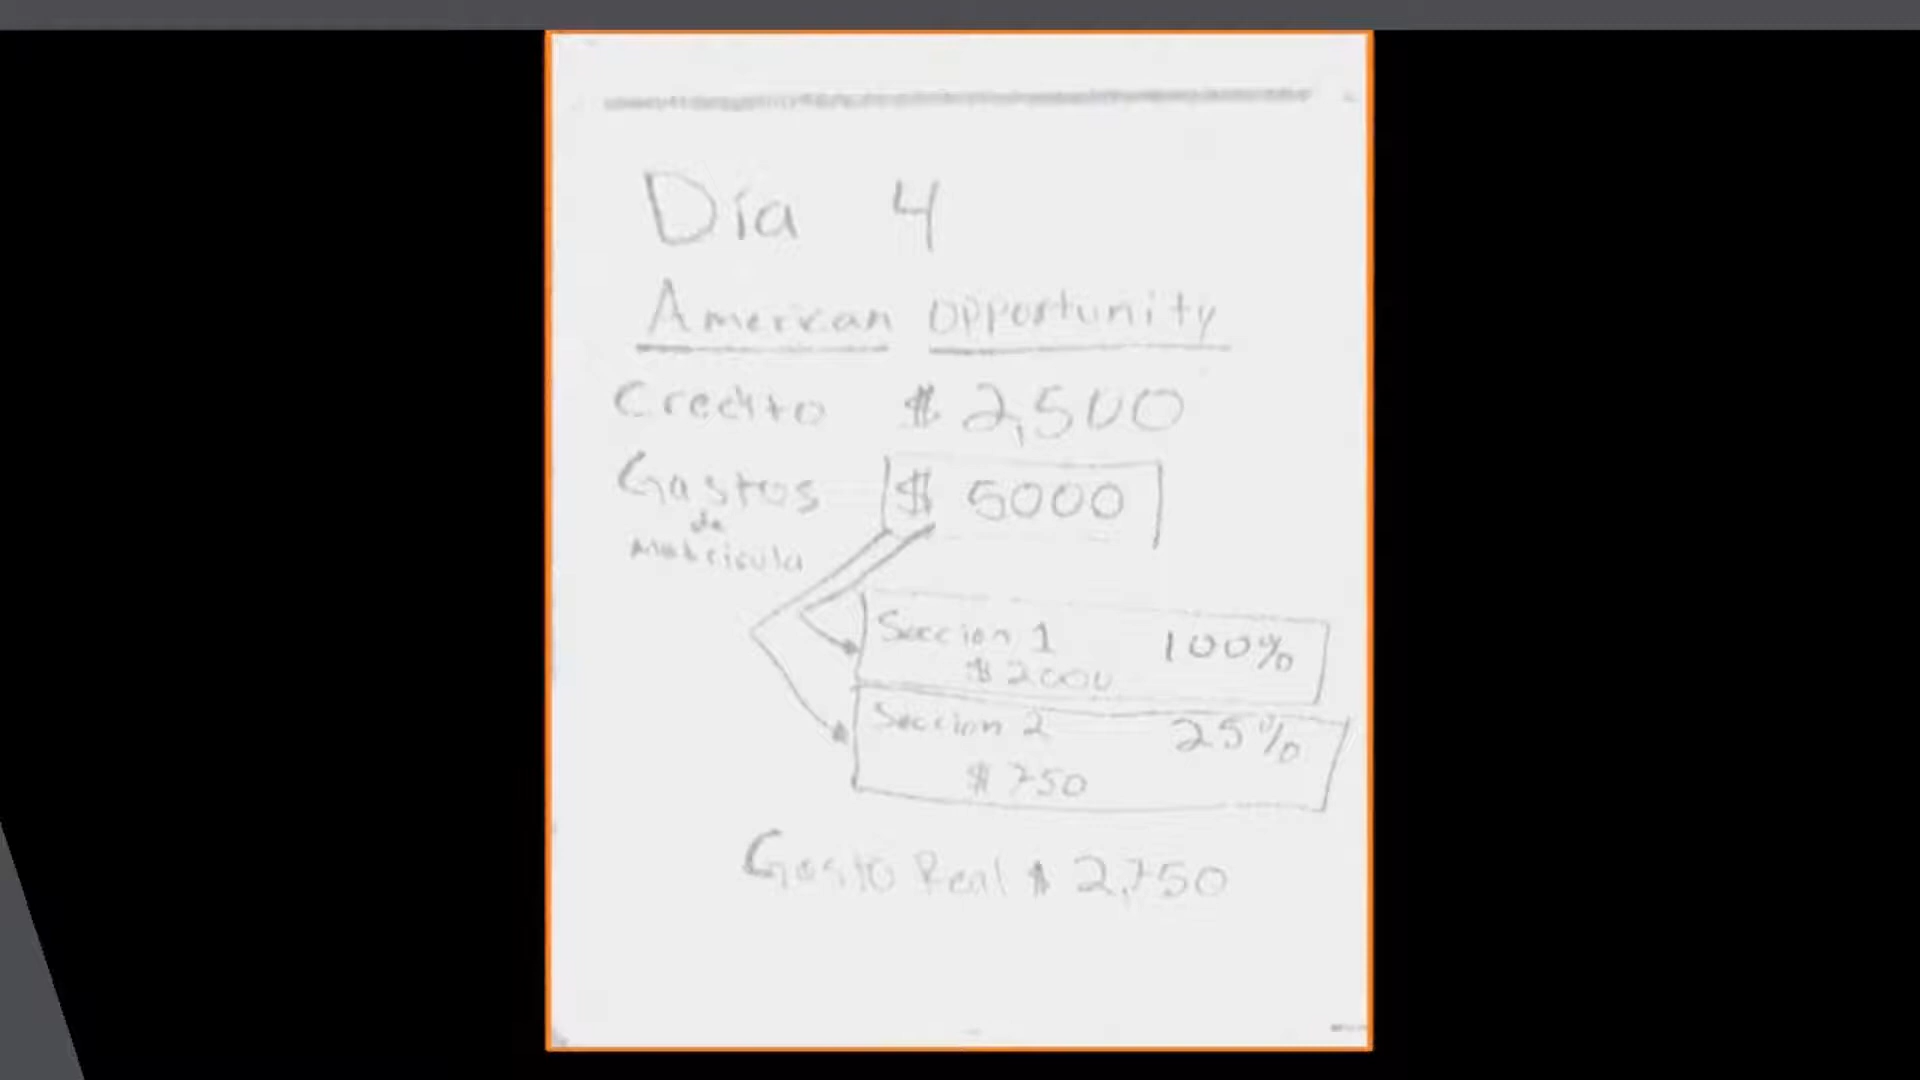 Día 4
American opportunity
Credito $ 2,500
Gastos $ 5000
de
matricula
Seccion 1 100%
$ 2000
Seccion 2 25%
$ 750
Gasto Real $ 2,750